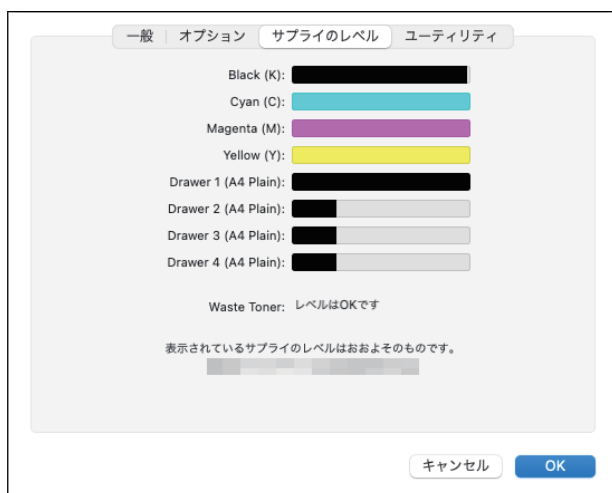 一般 オプション サプライのレベル ユーティリティ
Black (K):
Cyan (C):
Magenta (M):
Yellow (Y):
Drawer 1 (A4 Plain):
Drawer 2 (A4 Plain):
Drawer 3 (A4 Plain):
Drawer 4 (A4 Plain):
Waste Toner: レベルはOKです
表示されているサプライのレベルはおおよそのものです。
キャンセル OK